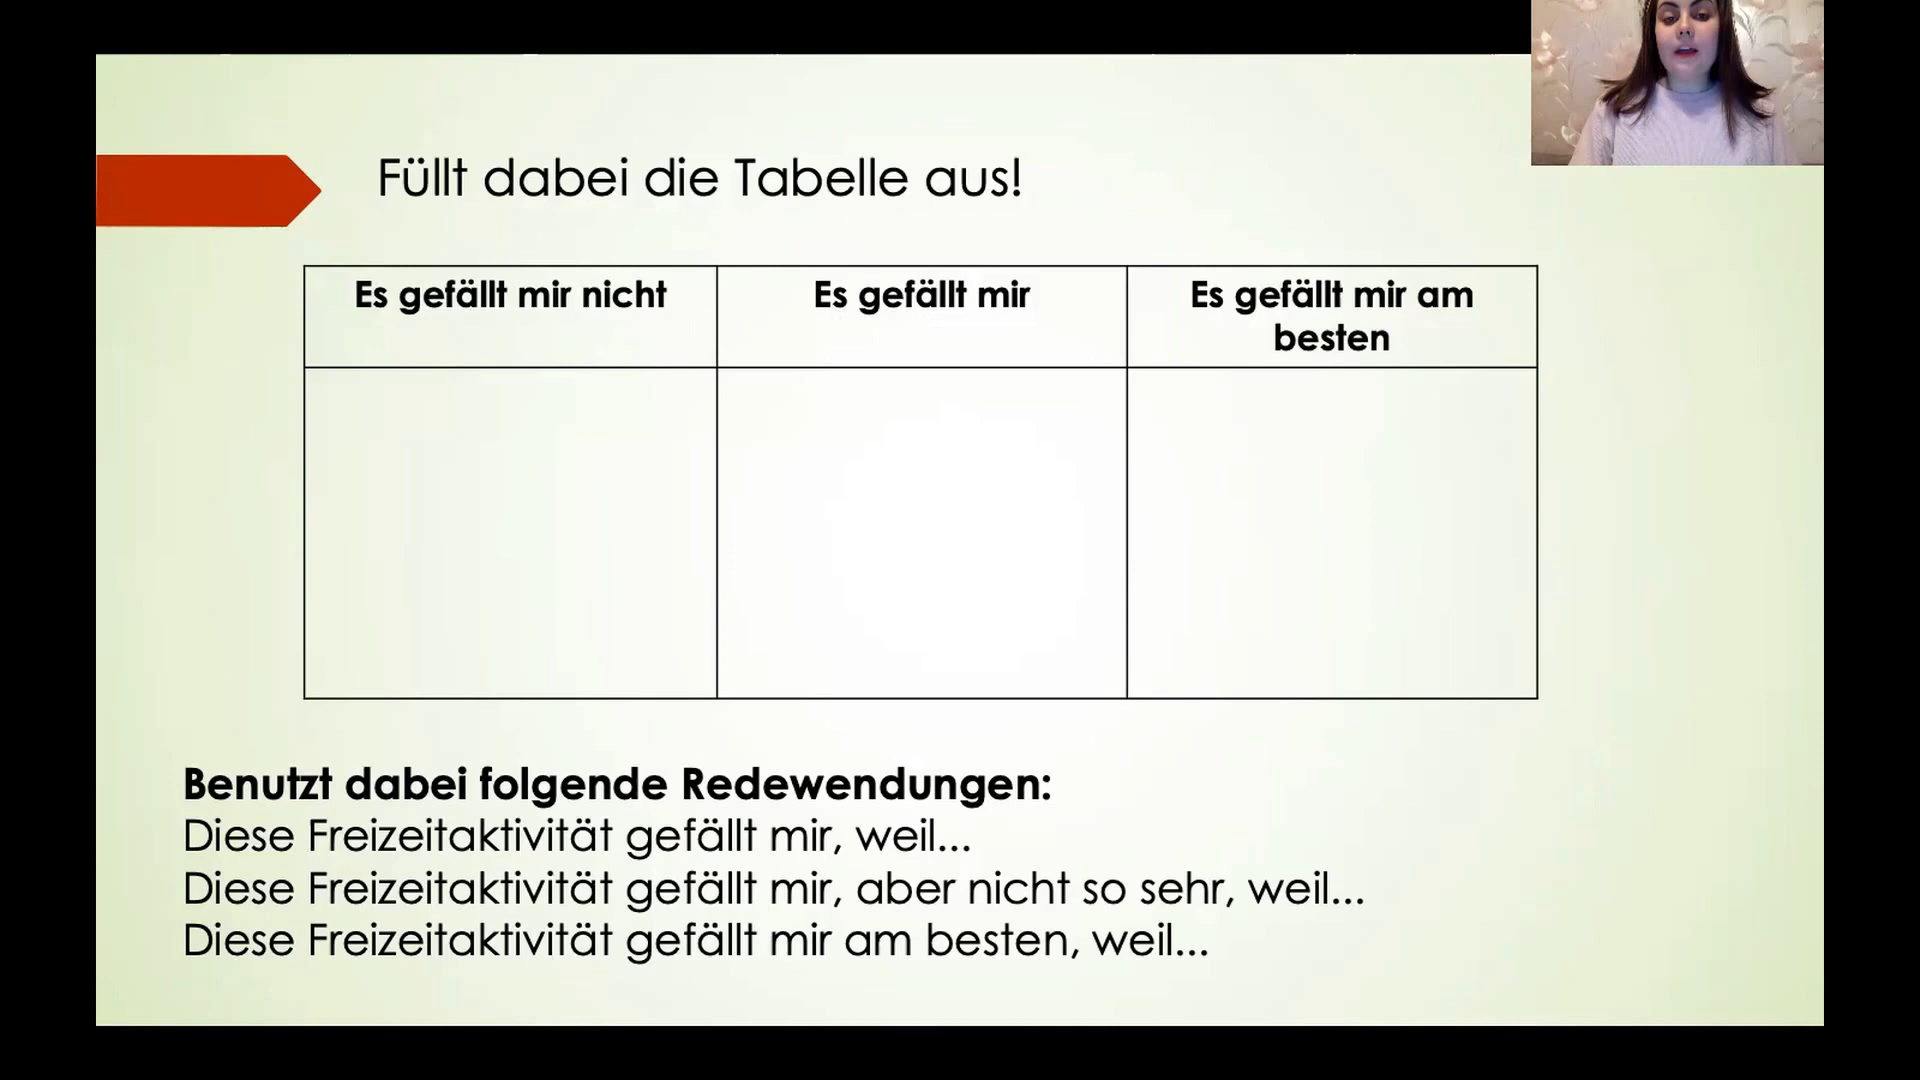 Füllt dabei die Tabelle aus!
Es gefällt mir nicht
Es gefällt mir
Es gefällt mir am
besten
Benutzt dabei folgende Redewendungen:
Diese Freizeitaktivität gefällt mir, weil...
Diese Freizeitaktivität gefällt mir, aber nicht so sehr, weil...
Diese Freizeitaktivität gefällt mir am besten, weil...